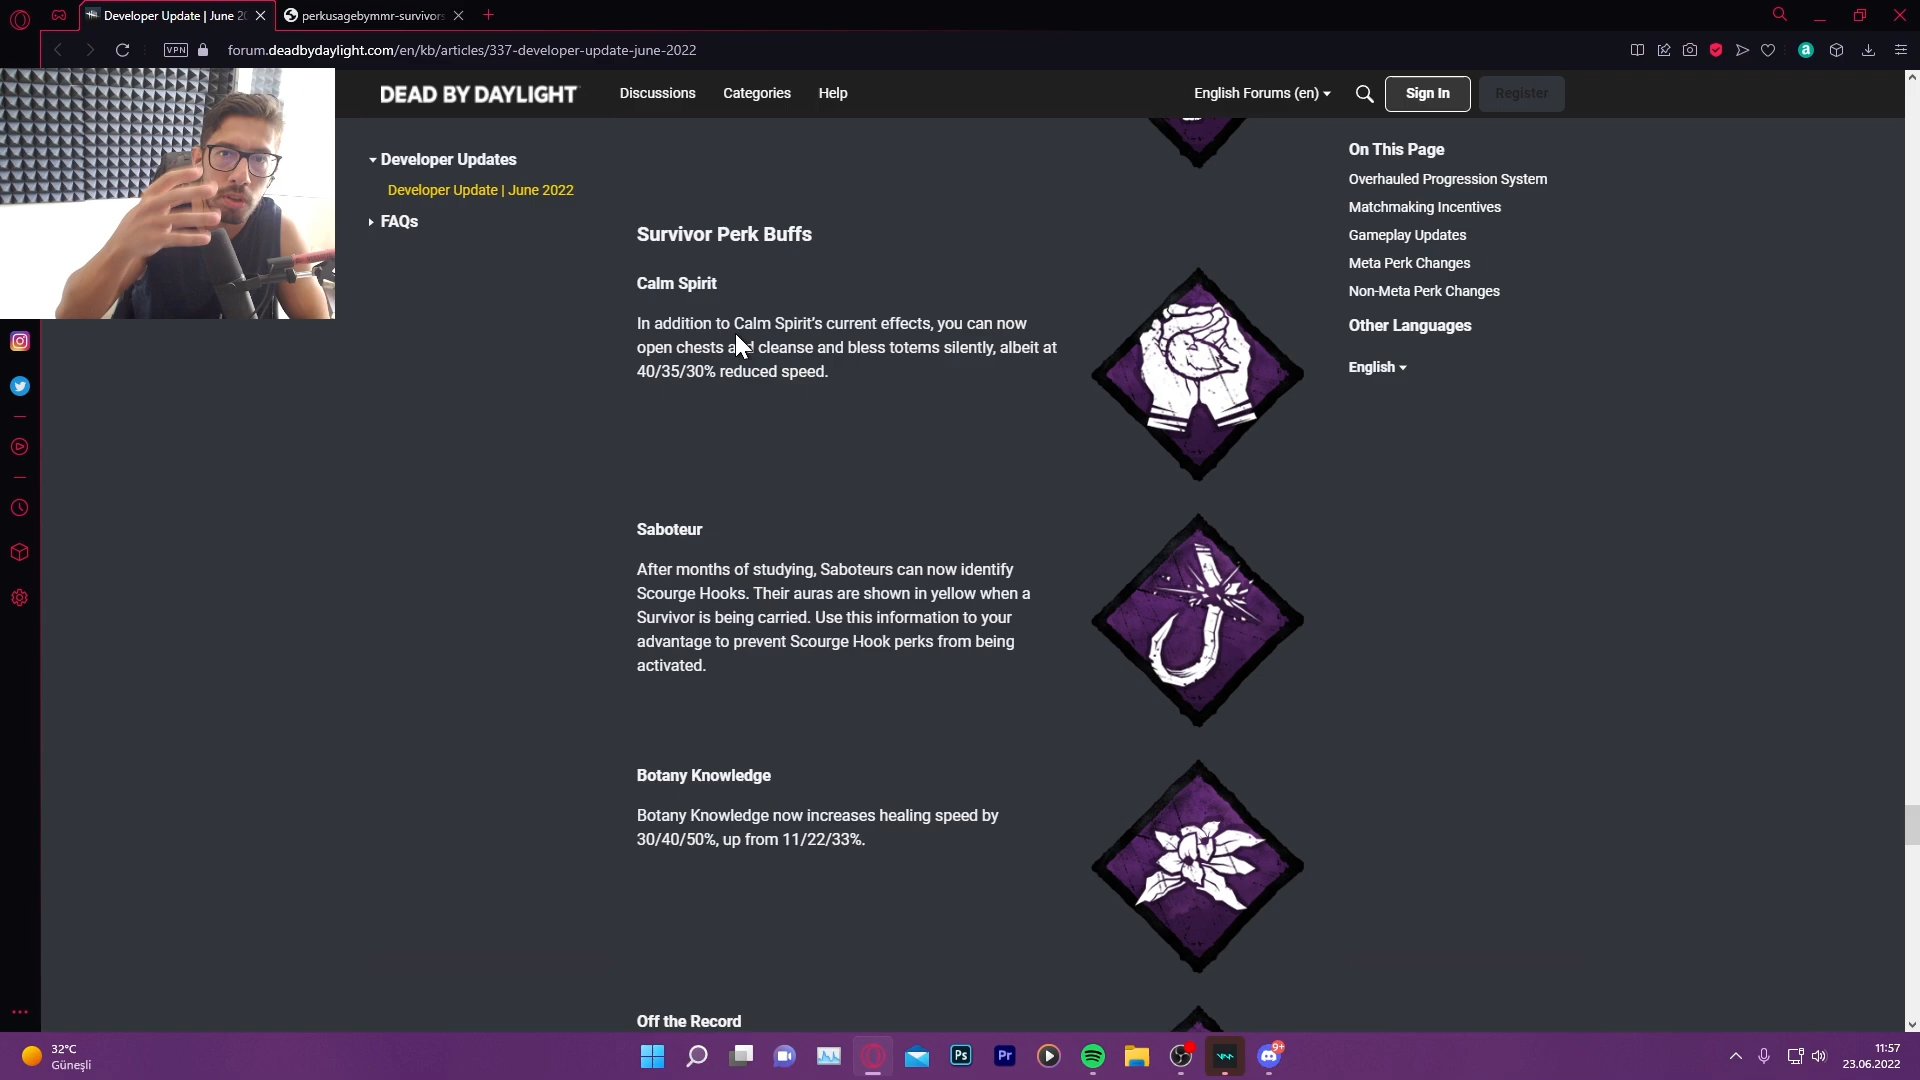 Developer Update | June 20
perkusagebymmr-survivors
VPN
forum.deadbydaylight.com/en/kb/articles/337-developer-update-june-2022
a
DEAD BY DAYLIGHT
Discussions
Categories
Help
English Forums (en)
Sign In
Register
Developer Updates
Developer Update | June 2022
FAQs
On This Page
Overhauled Progression System
Matchmaking Incentives
Gameplay Updates
Meta Perk Changes
Non-Meta Perk Changes
Other Languages
English
Survivor Perk Buffs
Calm Spirit
In addition to Calm Spirit's current effects, you can now
open chests and cleanse and bless totems silently, albeit at
40/35/30% reduced speed.
Saboteur
After months of studying, Saboteurs can now identify
Scourge Hooks. Their auras are shown in yellow when a
Survivor is being carried. Use this information to your
advantage to prevent Scourge Hook perks from being
activated.
Botany Knowledge
Botany Knowledge now increases healing speed by
30/40/50%, up from 11/22/33%.
Off the Record
32°C
Güneşli
Ps
Pr
9+
11:57
23.06.2022